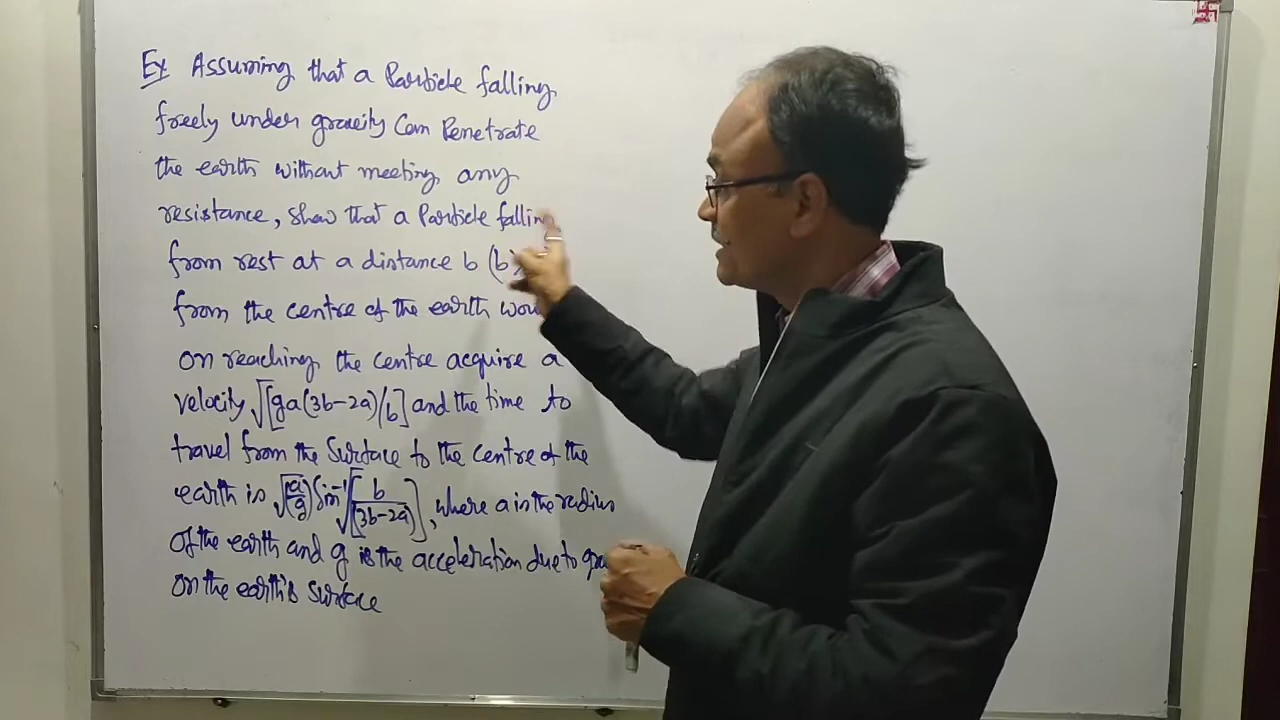 Ex Assuming that a Particle falling
freely under gravity Can Penetrate
the earth without meeting any
resistance, show that a Particle falling
from rest at a distance b (b
from the centre of the earth wou
on reaching the centre acquire a
velocity √[ga(3b-2a)/b] and the time to
travel from the Surface to the centre of the
earth is √(a/g) Sin⁻¹√[b/(3b-2a)], where a is the radius
of the earth and g is the acceleration due to gra
on the earth's surface